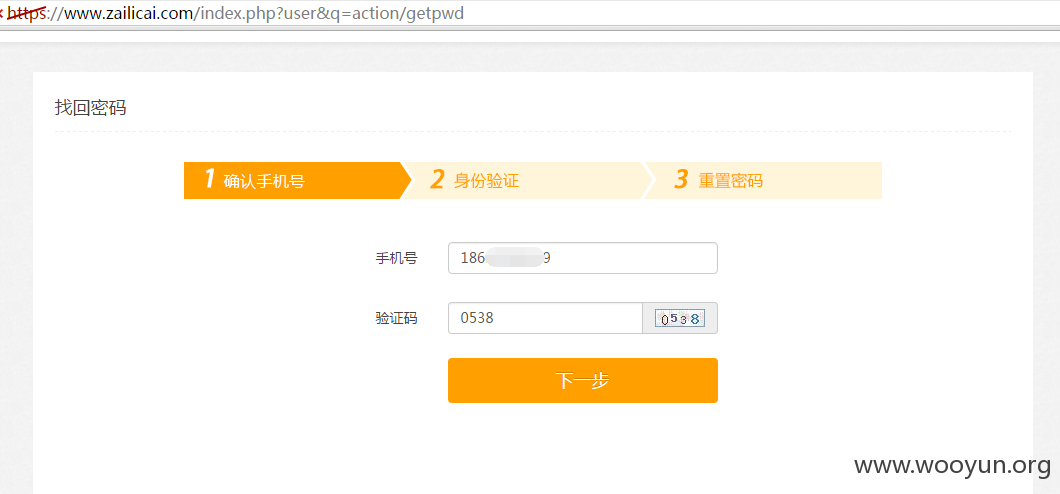 https://www.zailicai.com/index.php?user&q=action/getpwd
找回密码
1 确认手机号 2 身份验证 3 重置密码
手机号 186 9
验证码 0538 0538
下一步
www.wooyun.org